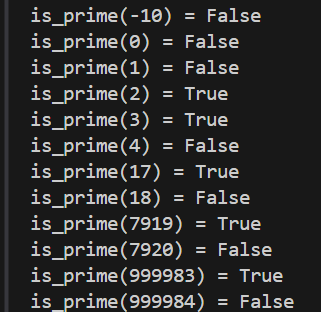 is_prime(-10) = False
is_prime(0) = False
is_prime(1) = False
is_prime(2) = True
is_prime(3) = True
is_prime(4) = False
is_prime(17) = True
is_prime(18) = False
is_prime(7919) = True
is_prime(7920) = False
is_prime(999983) = True
is_prime(999984) = False